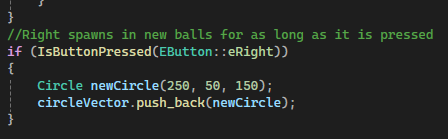 }
}
//Right spawns in new balls for as long as it is pressed
if (IsButtonPressed(EButton::eRight))
{
Circle newCircle(250, 50, 150);
circleVector.push_back(newCircle);
}